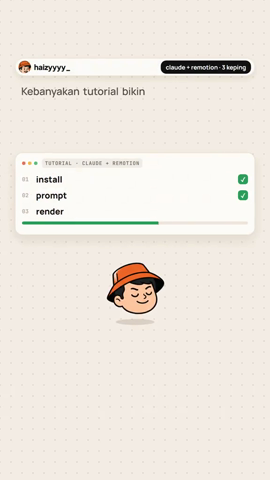 haizyyyy_
claude + remotion · 3 keping
Kebanyakan tutorial bikin
TUTORIAL · CLAUDE + REMOTION
01 install
02 prompt
03 render